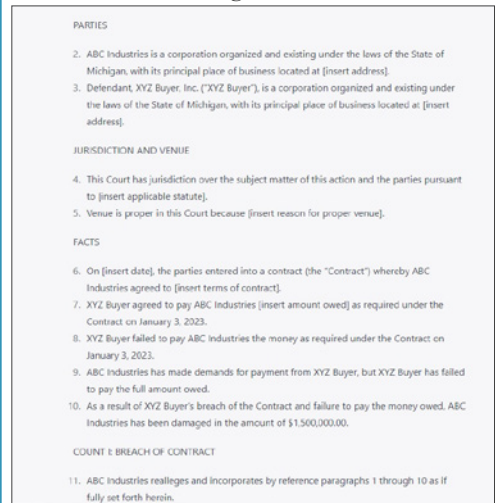 PARTIES
2. ABC Industries is a corporation organized and existing under the laws of the State of
Michigan, with its principal place of business located at [insert address].
3. Defendant, XYZ Buyer, Inc. ("XYZ Buyer"), is a corporation organized and existing under
the laws of the State of Michigan, with its principal place of business located at [insert
address].
JURISDICTION AND VENUE
4. This Court has jurisdiction over the subject matter of this action and the parties pursuant
to [insert applicable statute].
5. Venue is proper in this Court because [insert reason for proper venue].
FACTS
6. On [insert date], the parties entered into a contract (the "Contract") whereby ABC
Industries agreed to [insert terms of contract].
7. XYZ Buyer agreed to pay ABC Industries [insert amount owed] as required under the
Contract on January 3, 2023.
8. XYZ Buyer failed to pay ABC Industries the money as required under the Contract on
January 3, 2023.
9. ABC Industries has made demands for payment from XYZ Buyer, but XYZ Buyer has failed
to pay the full amount owed.
10. As a result of XYZ Buyer's breach of the Contract and failure to pay the money owed, ABC
Industries has been damaged in the amount of $1,500,000.00.
COUNT I: BREACH OF CONTRACT
11. ABC Industries realleges and incorporates by reference paragraphs 1 through 10 as if
fully set forth herein.